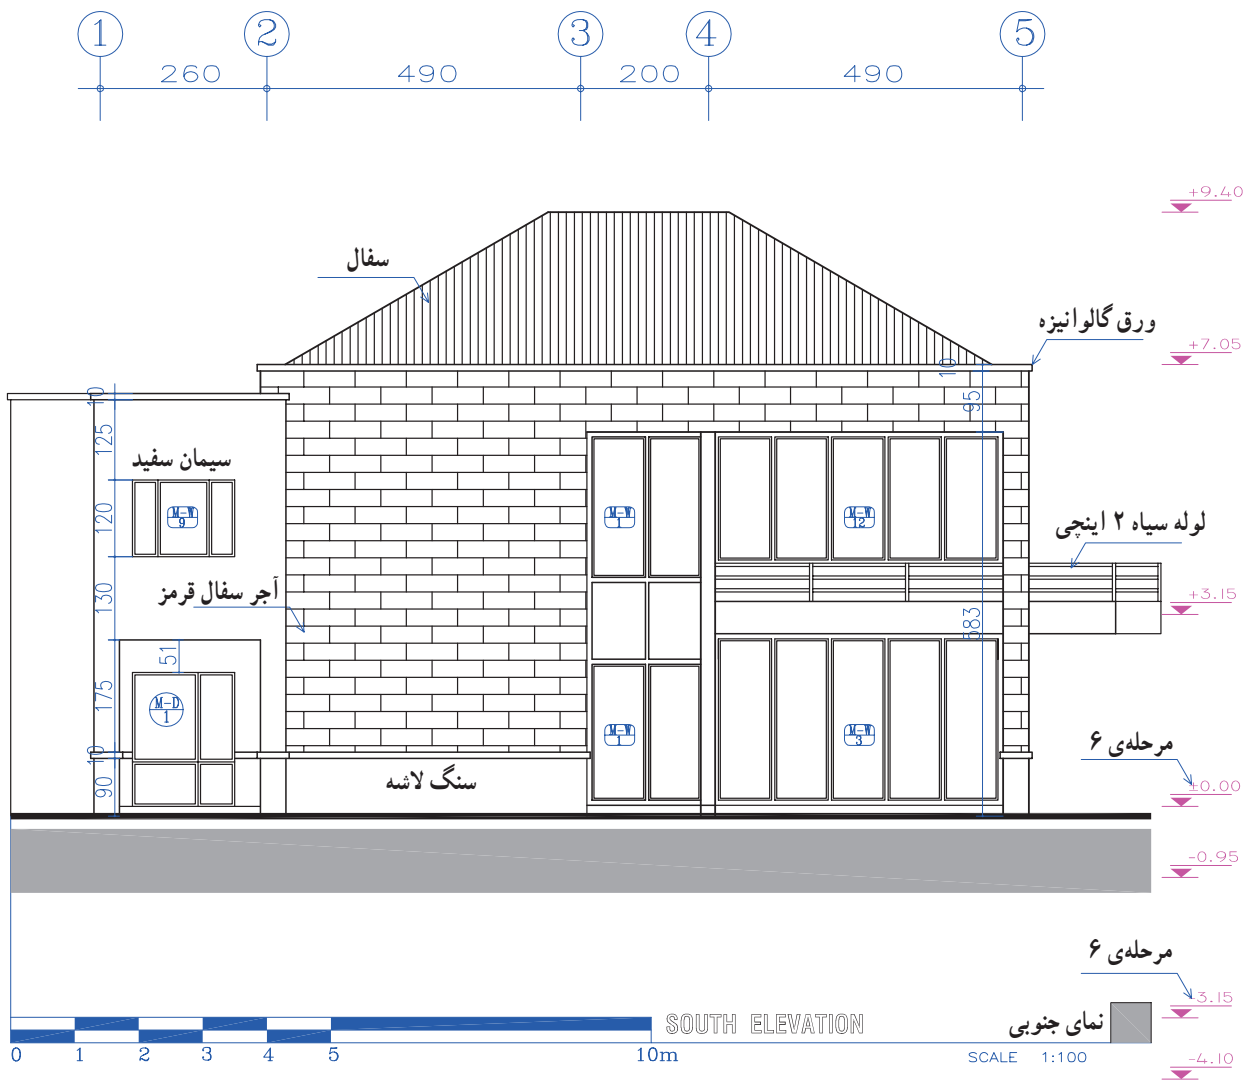 1 2 3 4 5
260 490 200 490
+9.40
سفال
ورق گالوانیزه
+7.05
10
95
10
125
سیمان سفید
M-W 9
M-W 1
M-W 12
120
لوله سیاه ۲ اینچی
آجر سفال قرمز
130
+3.15
583
51
M-D 1
175
M-W 1
M-W 3
مرحله‌ی ۶
±0.00
10
90
سنگ لاشه
-0.95
مرحله‌ی ۶
-3.15
SOUTH ELEVATION
نمای جنوبی
0 1 2 3 4 5 10m
SCALE 1:100
-4.10